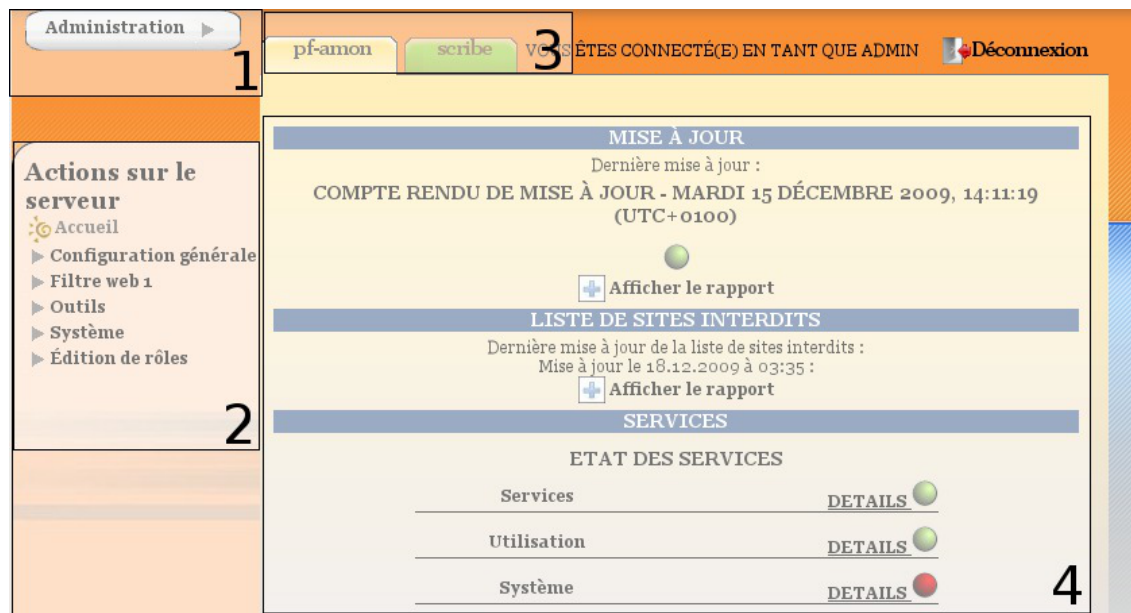 Administration
1
pf-amon
scribe
3
VOUS ÊTES CONNECTÉ(E) EN TANT QUE ADMIN
Déconnexion
Actions sur le
serveur
Accueil
Configuration générale
Filtre web 1
Outils
Système
Édition de rôles
2
MISE À JOUR
Dernière mise à jour :
COMPTE RENDU DE MISE À JOUR - MARDI 15 DÉCEMBRE 2009, 14:11:19
(UTC+0100)
Afficher le rapport
LISTE DE SITES INTERDITS
Dernière mise à jour de la liste de sites interdits :
Mise à jour le 18.12.2009 à 03:35 :
Afficher le rapport
SERVICES
ETAT DES SERVICES
Services DETAILS
Utilisation DETAILS
Système DETAILS
4